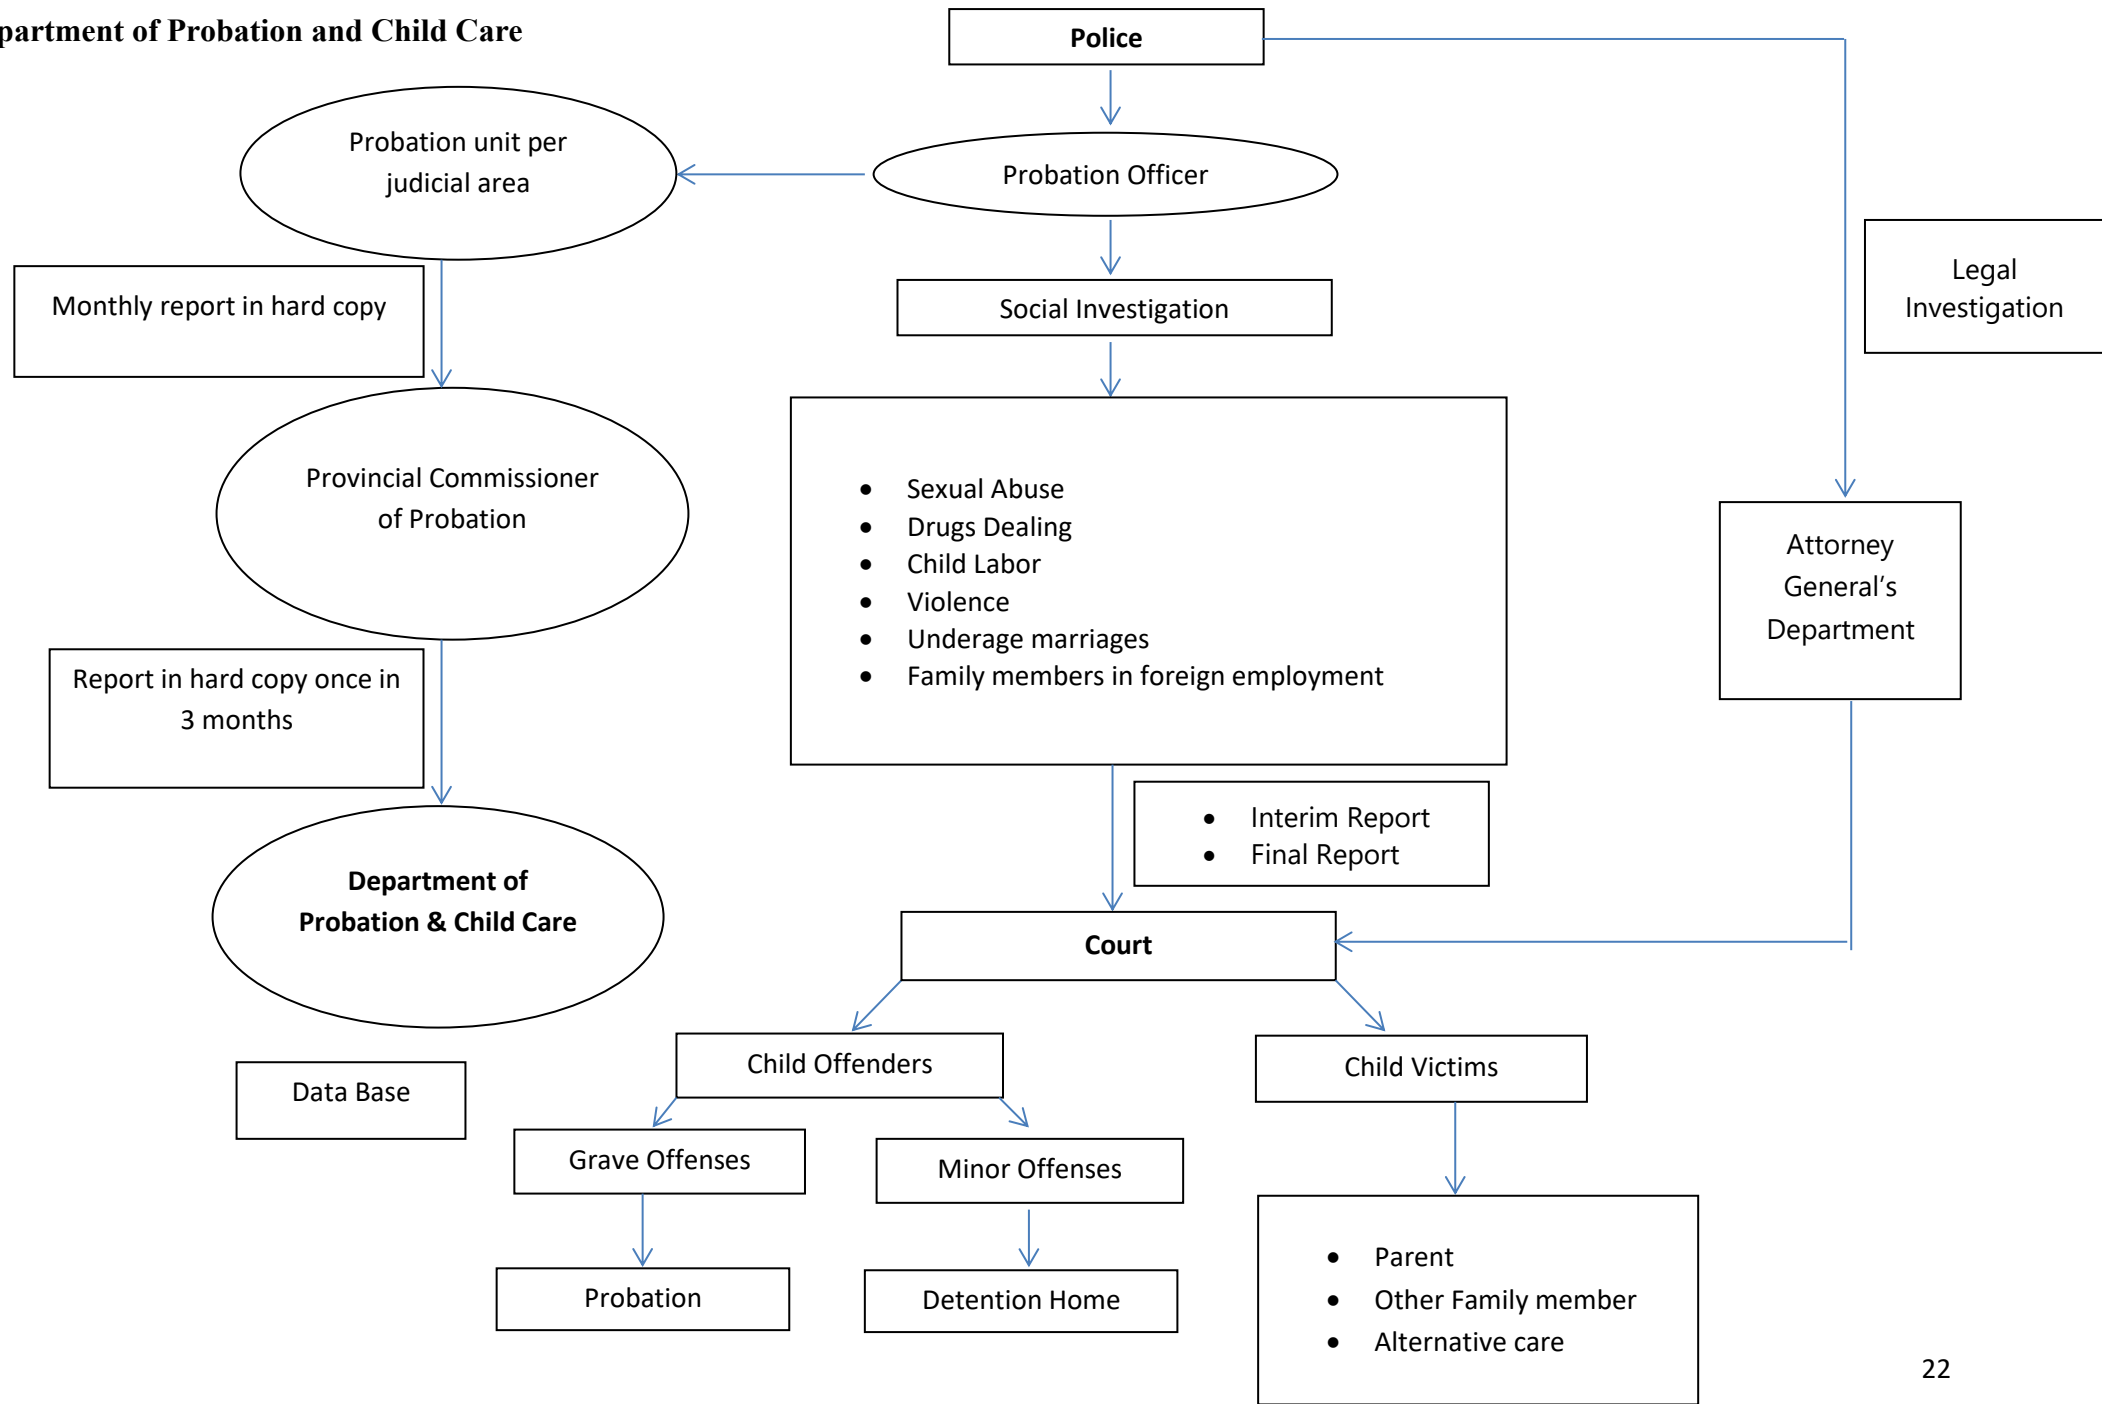 partment of Probation and Child Care
Police
Probation unit per
judicial area
Probation Officer
Legal
Investigation
Monthly report in hard copy
Social Investigation
Provincial Commissioner
of Probation
• Sexual Abuse
• Drugs Dealing
• Child Labor
• Violence
• Underage marriages
• Family members in foreign employment
Attorney
General’s
Department
Report in hard copy once in
3 months
• Interim Report
• Final Report
Department of
Probation & Child Care
Court
Child Offenders
Child Victims
Data Base
Grave Offenses
Minor Offenses
Probation
Detention Home
• Parent
• Other Family member
• Alternative care
22